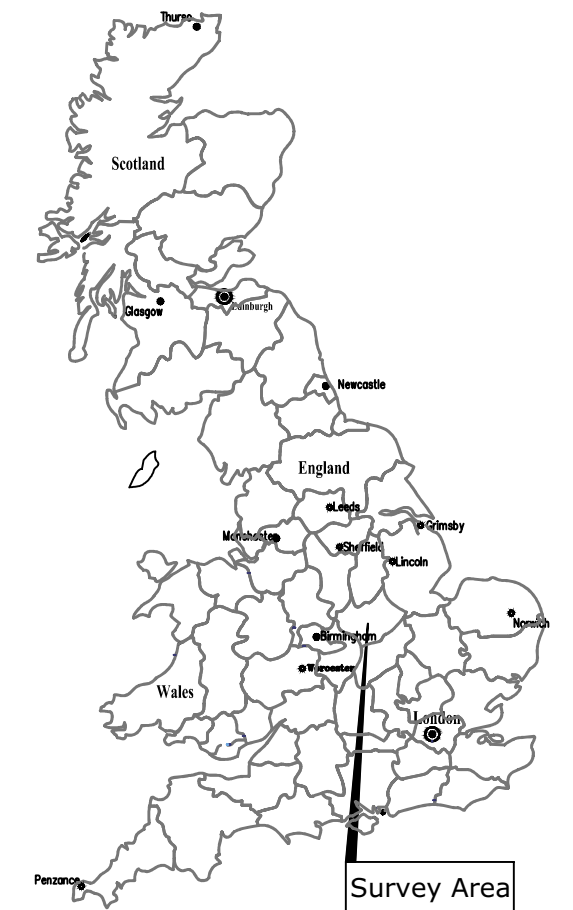 Thurso
Scotland
Edinburgh
Glasgow
Newcastle
England
Leeds
Grimsby
Manchester
Sheffield
Lincoln
Norwich
Birmingham
Worcester
Wales
London
Penzance
Survey Area